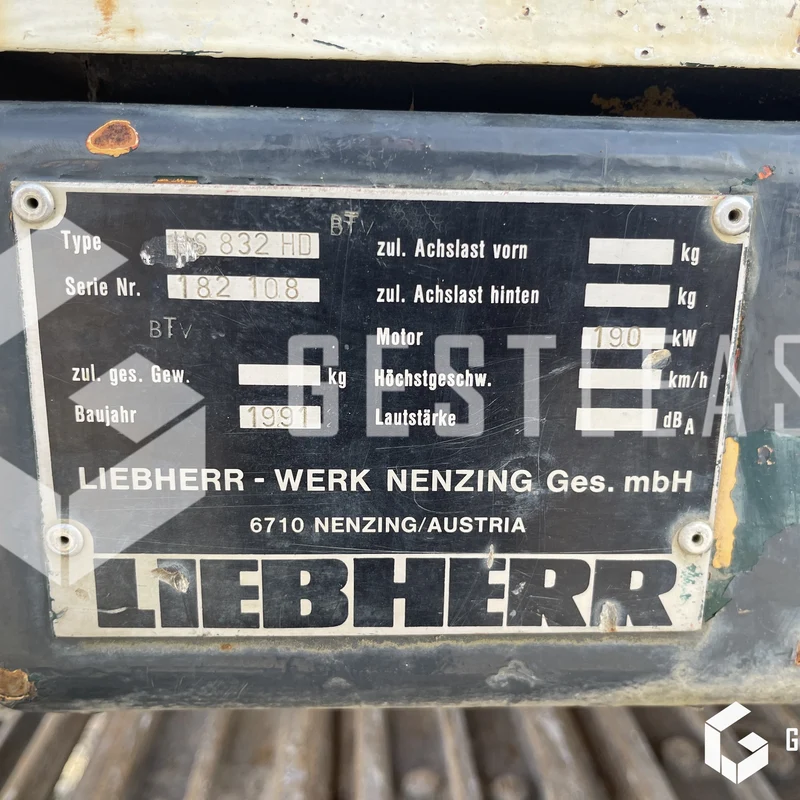 BTV
Type HS 832 HD
zul. Achslast vorn kg
Serie Nr. 182 108
zul. Achslast hinten kg
BTV
Motor 190 kW
zul. ges. Gew. kg
Höchstgeschw. km/h
Baujahr 1991
Lautstärke dBA
GESTLEAS
LIEBHERR - WERK NENZING Ges. mbH
6710 NENZING/AUSTRIA
LIEBHERR
G